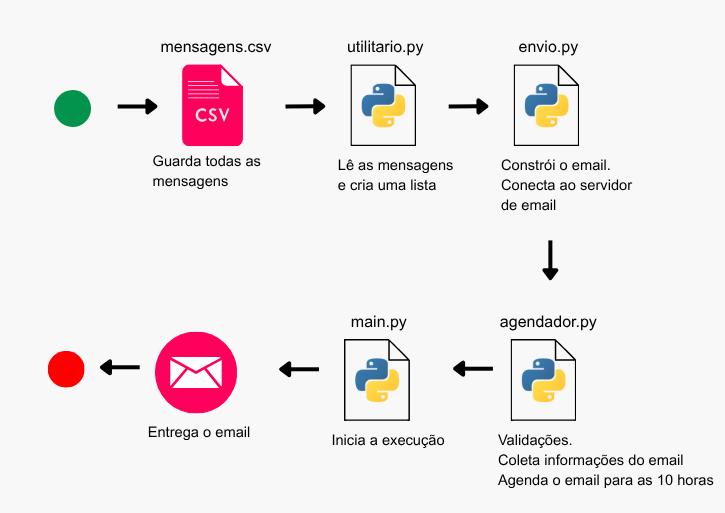 mensagens.csv
utilitario.py
envio.py
CSV
Guarda todas as
mensagens
Lê as mensagens
e cria uma lista
Constrói o email.
Conecta ao servidor
de email
main.py
agendador.py
Entrega o email
Inicia a execução
Validações.
Coleta informações do email
Agenda o email para as 10 horas